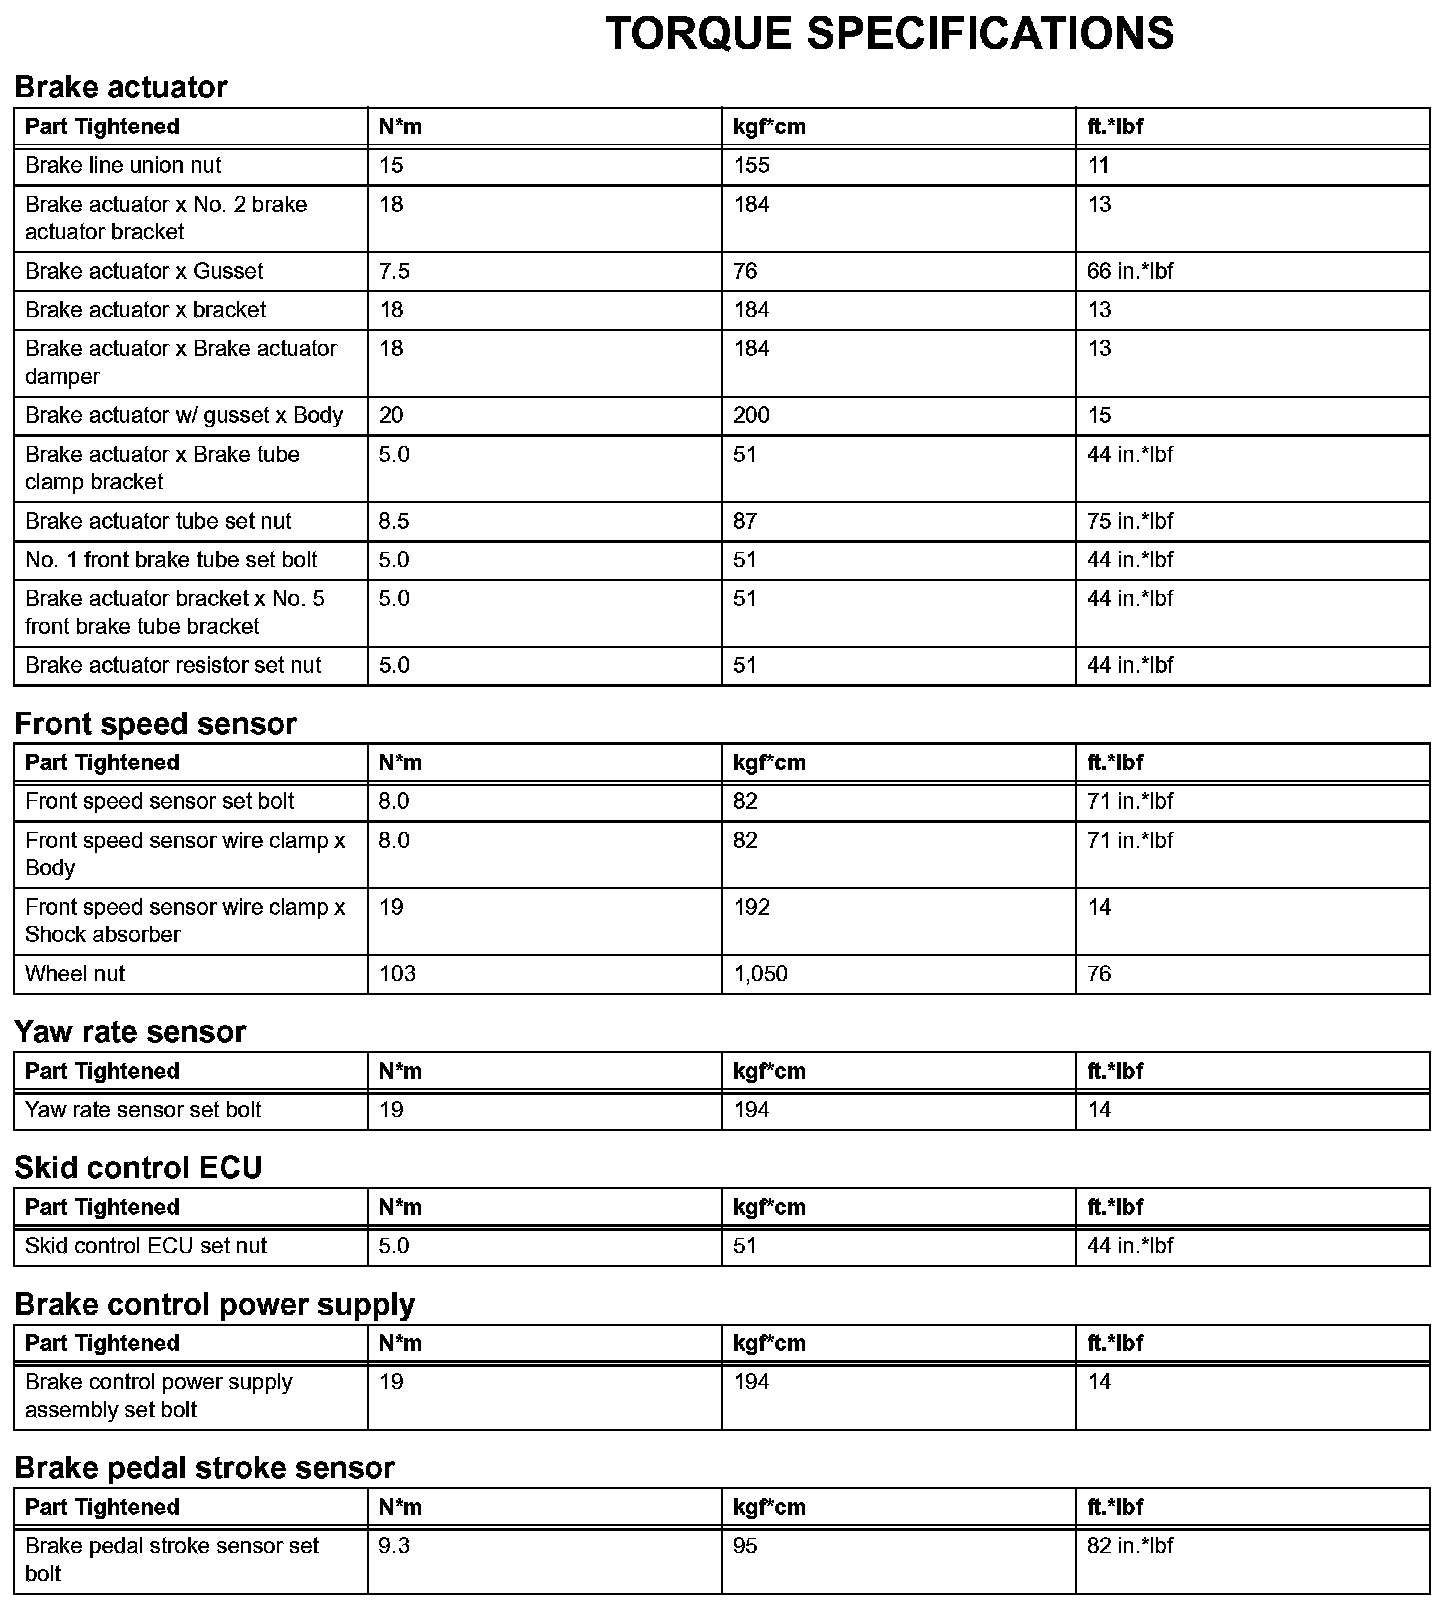 TORQUE SPECIFICATIONS
Brake actuator
Part Tightened N*m kgf*cm ft.*lbf
Brake line union nut 15 155 11
Brake actuator x No. 2 brake 18 184 13
actuator bracket
Brake actuator x Gusset 7.5 76 66 in.*lbf
Brake actuator x bracket 18 184 13
Brake actuator x Brake actuator 18 184 13
damper
Brake actuator w/ gusset x Body 20 200 15
Brake actuator x Brake tube 5.0 51 44 in.*lbf
clamp bracket
Brake actuator tube set nut 8.5 87 75 in.*lbf
No. 1 front brake tube set bolt 5.0 51 44 in.*lbf
Brake actuator bracket x No. 5 5.0 51 44 in.*lbf
front brake tube bracket
Brake actuator resistor set nut 5.0 51 44 in.*lbf
Front speed sensor
Part Tightened N*m kgf*cm ft.*lbf
Front speed sensor set bolt 8.0 82 71 in.*lbf
Front speed sensor wire clamp x 8.0 82 71 in.*lbf
Body
Front speed sensor wire clamp x 19 192 14
Shock absorber
Wheel nut 103 1,050 76
Yaw rate sensor
Part Tightened N*m kgf*cm ft.*lbf
Yaw rate sensor set bolt 19 194 14
Skid control ECU
Part Tightened N*m kgf*cm ft.*lbf
Skid control ECU set nut 5.0 51 44 in.*lbf
Brake control power supply
Part Tightened N*m kgf*cm ft.*lbf
Brake control power supply 19 194 14
assembly set bolt
Brake pedal stroke sensor
Part Tightened N*m kgf*cm ft.*lbf
Brake pedal stroke sensor set 9.3 95 82 in.*lbf
bolt